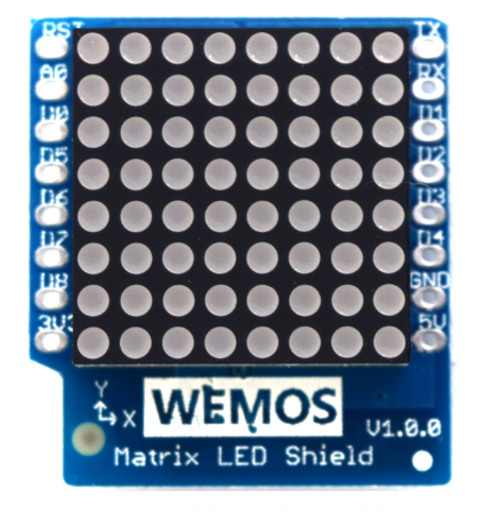 RST TX
A0 RX
D0 D1
D5 D2
D6 D3
D7 D4
D8 GND
3V3 5V
Y
X
WEMOS
V1.0.0
Matrix LED Shield